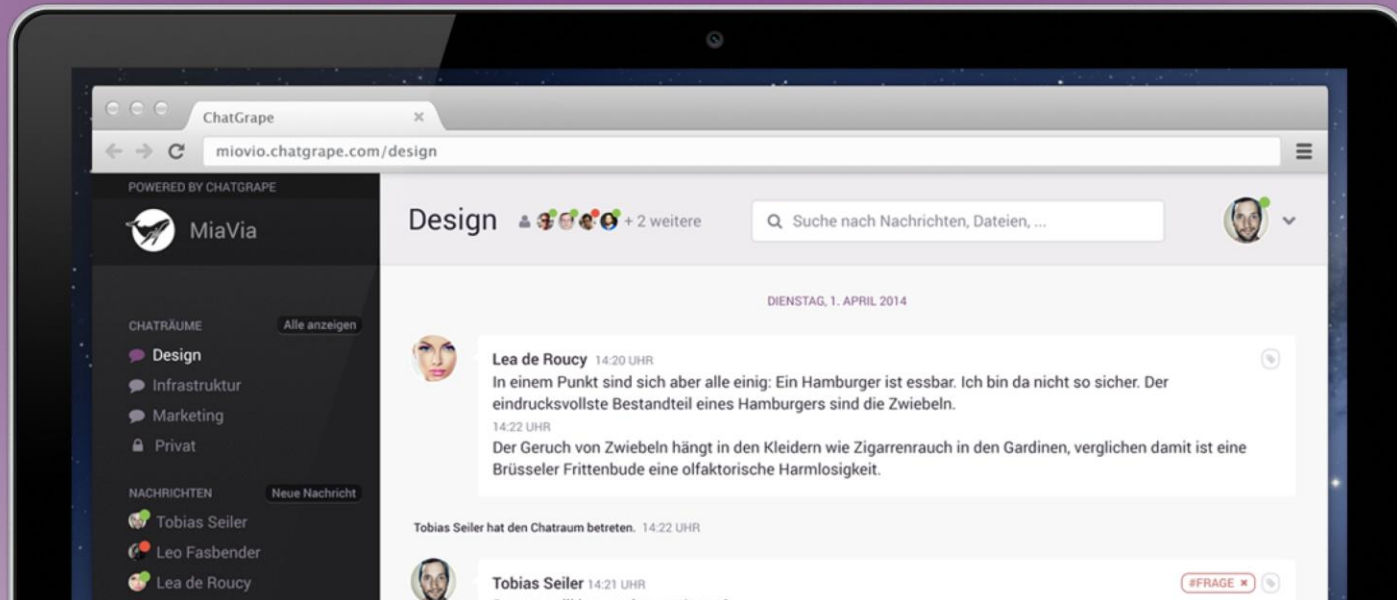 ChatGrape
miovio.chatgrape.com/design
POWERED BY CHATGRAPE
MiaVia
CHATRÄUME Alle anzeigen
Design
Infrastruktur
Marketing
Privat
NACHRICHTEN Neue Nachricht
Tobias Seiler
Leo Fasbender
Lea de Roucy
Design + 2 weitere
Suche nach Nachrichten, Dateien, ...
DIENSTAG, 1. APRIL 2014
Lea de Roucy 14:20 UHR
In einem Punkt sind sich aber alle einig: Ein Hamburger ist essbar. Ich bin da nicht so sicher. Der
eindrucksvollste Bestandteil eines Hamburgers sind die Zwiebeln.
14:22 UHR
Der Geruch von Zwiebeln hängt in den Kleidern wie Zigarrenrauch in den Gardinen, verglichen damit ist eine
Brüsseler Frittenbude eine olfaktorische Harmlosigkeit.
Tobias Seiler hat den Chatraum betreten. 14:22 UHR
Tobias Seiler 14:21 UHR
#FRAGE ×